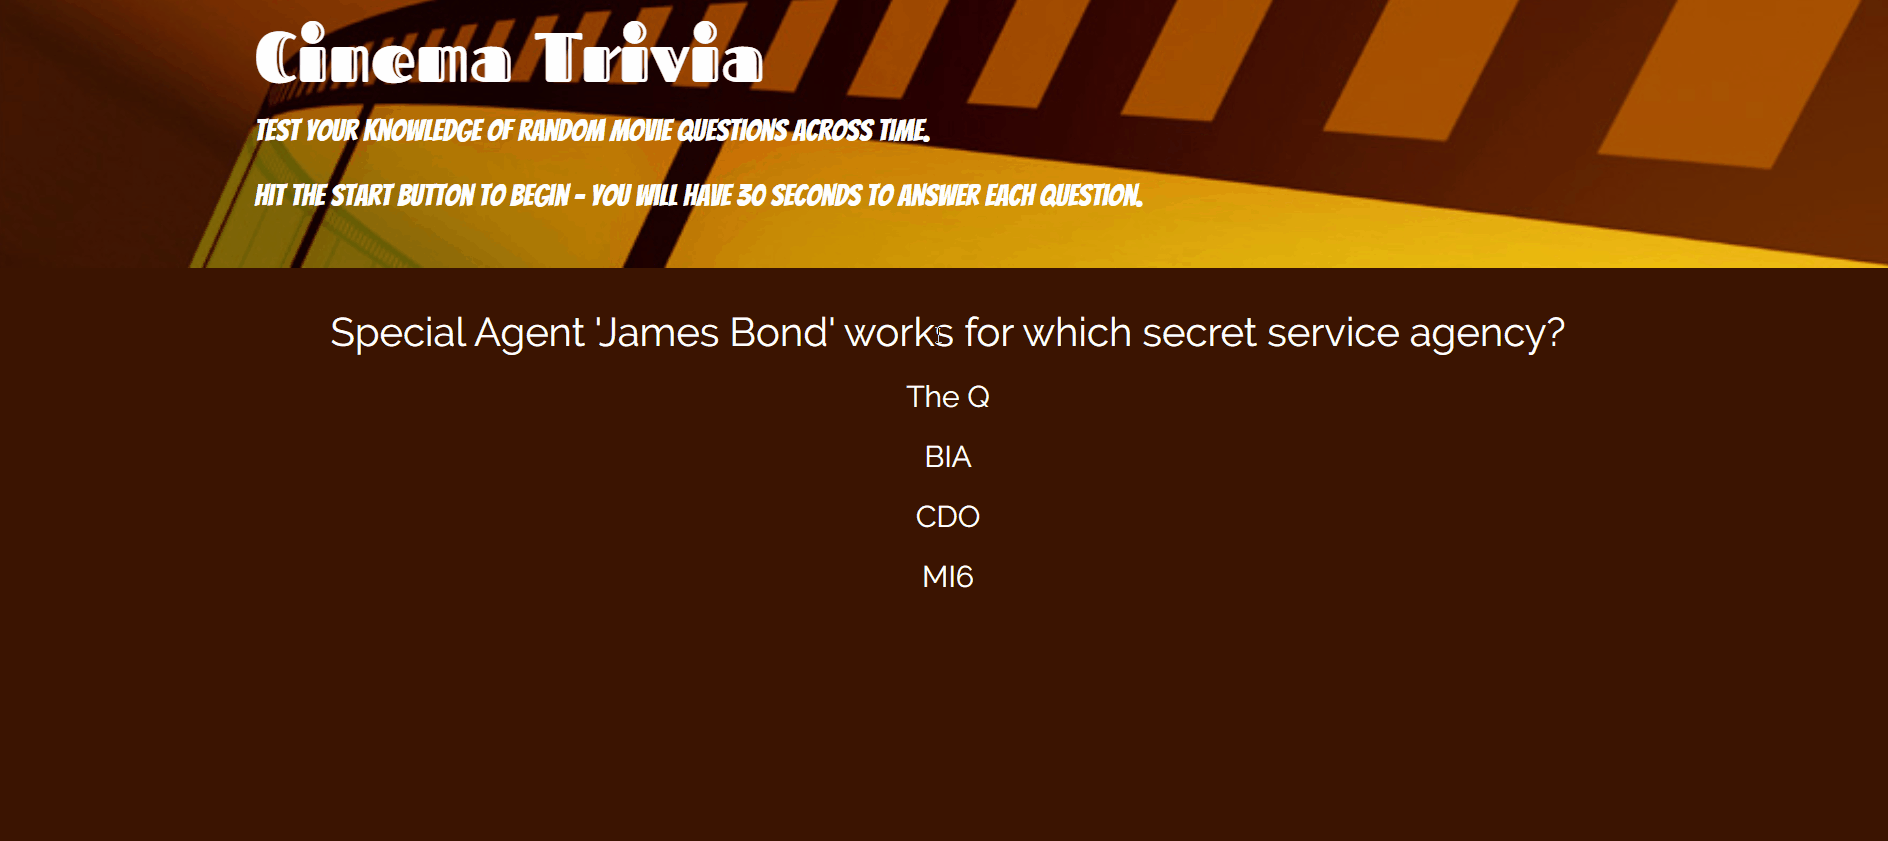 Cinema Trivia
TEST YOUR KNOWLEDGE OF RANDOM MOVIE QUESTIONS ACROSS TIME.
HIT THE START BUTTON TO BEGIN - YOU WILL HAVE 30 SECONDS TO ANSWER EACH QUESTION.
Special Agent 'James Bond' works for which secret service agency?
The Q
BIA
CDO
MI6